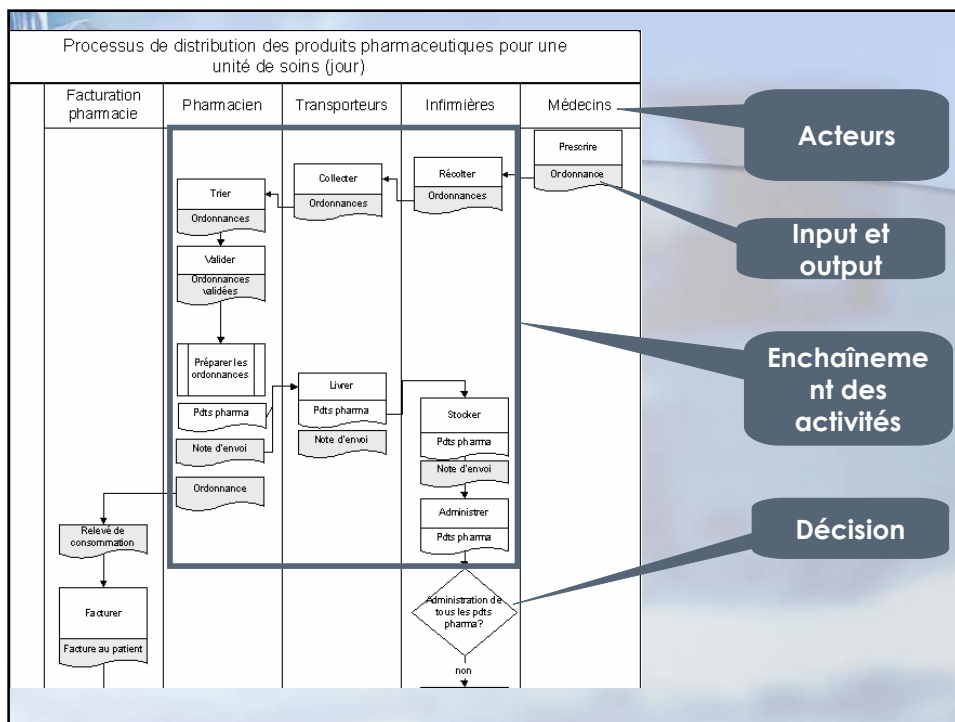 Processus de distribution des produits pharmaceutiques pour une
unité de soins (jour)
Facturation
pharmacie
Pharmacien
Transporteurs
Infirmières
Médecins
Prescrire
Ordonnance
Récolter
Ordonnances
Collecter
Ordonnances
Trier
Ordonnances
Valider
Ordonnances
validées
Préparer les
ordonnances
Pdts pharma
Note d'envoi
Ordonnance
Livrer
Pdts pharma
Note d'envoi
Stocker
Pdts pharma
Note d'envoi
Administrer
Pdts pharma
Administration de
tous les pdts
pharma?
non
Relevé de
consommation
Facturer
Facture au patient
Acteurs
Input et
output
Enchaîneme
nt des
activités
Décision